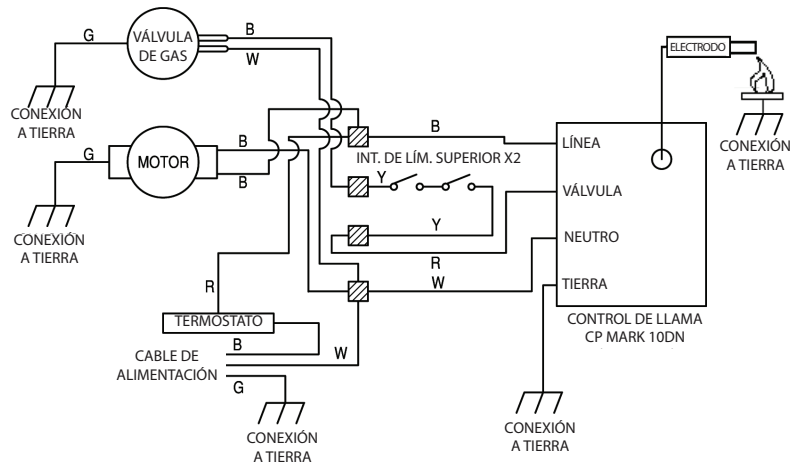 G
VÁLVULA
DE GAS
B
W
CONEXIÓN
A TIERRA
G
MOTOR
B
B
CONEXIÓN
A TIERRA
B
INT. DE LÍM. SUPERIOR X2
Y
Y
R
W
ELECTRODO
CONEXIÓN
A TIERRA
LÍNEA
VÁLVULA
NEUTRO
TIERRA
CONTROL DE LLAMA
CP MARK 10DN
R
TERMOSTATO
B
W
CABLE DE
ALIMENTACIÓN
G
CONEXIÓN
A TIERRA
CONEXIÓN
A TIERRA